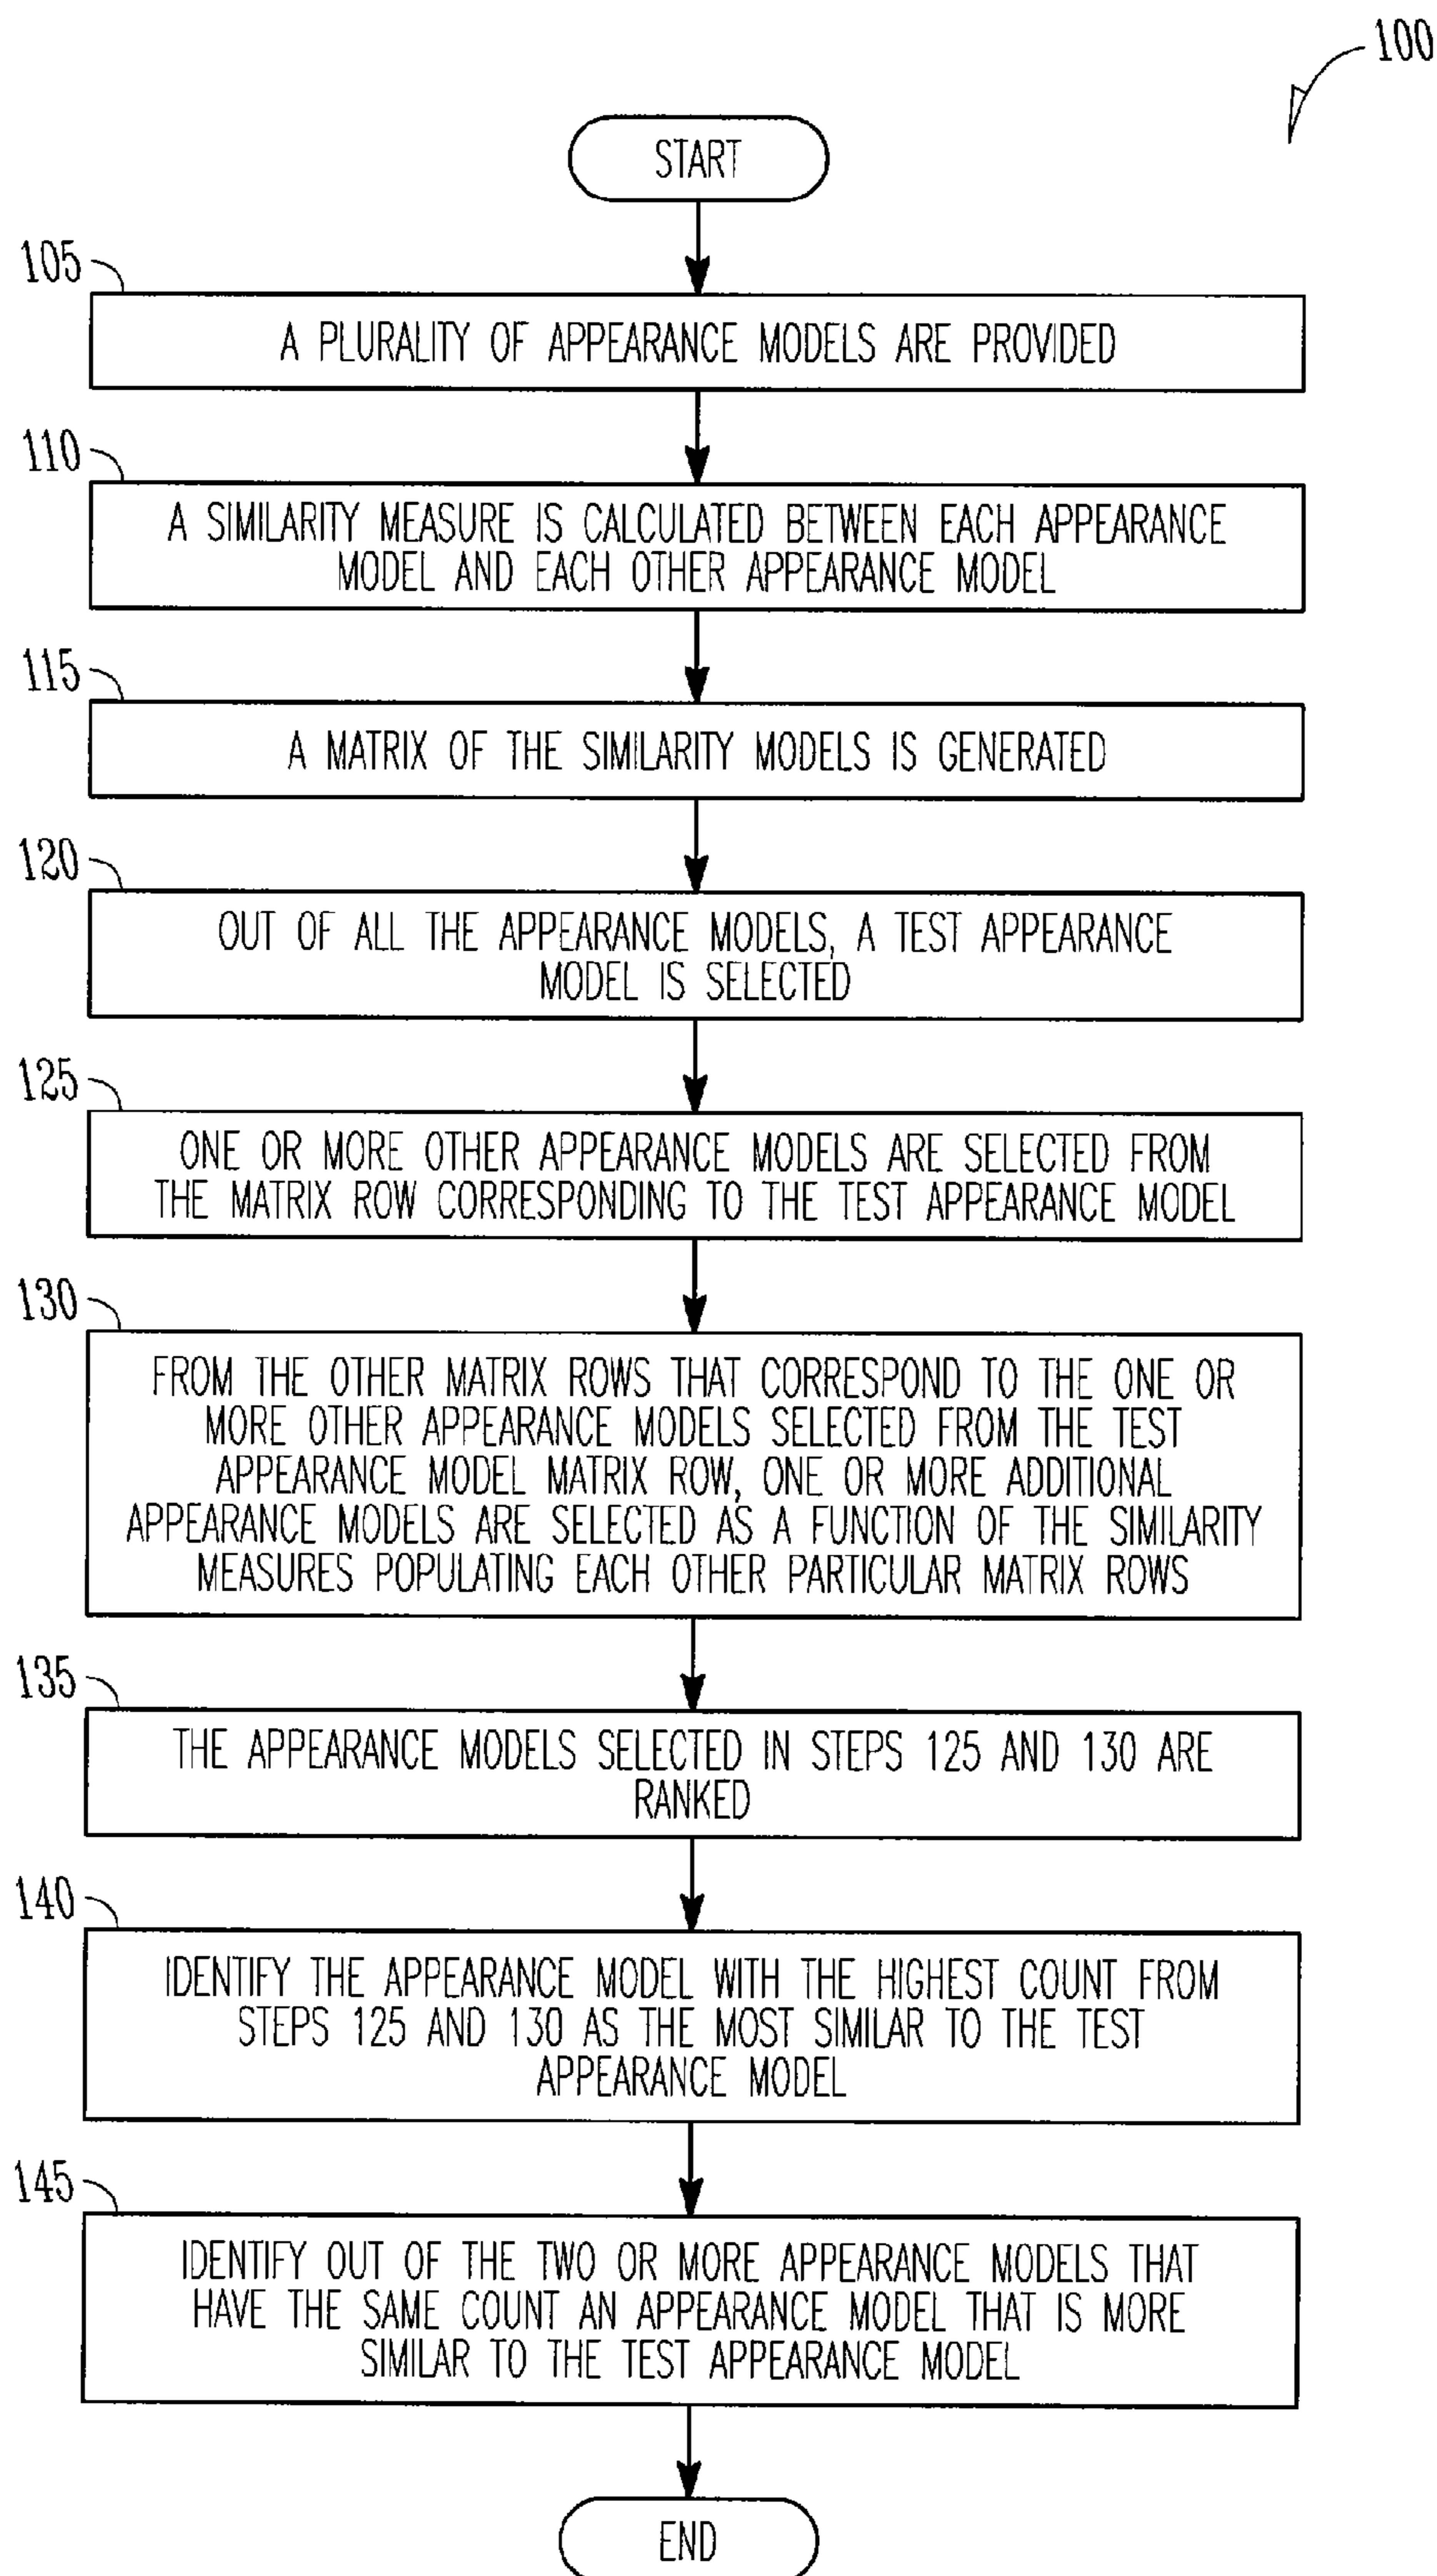 100
START
105
A PLURALITY OF APPEARANCE MODELS ARE PROVIDED
110
A SIMILARITY MEASURE IS CALCULATED BETWEEN EACH APPEARANCE
MODEL AND EACH OTHER APPEARANCE MODEL
115
A MATRIX OF THE SIMILARITY MODELS IS GENERATED
120
OUT OF ALL THE APPEARANCE MODELS, A TEST APPEARANCE
MODEL IS SELECTED
125
ONE OR MORE OTHER APPEARANCE MODELS ARE SELECTED FROM
THE MATRIX ROW CORRESPONDING TO THE TEST APPEARANCE MODEL
130
FROM THE OTHER MATRIX ROWS THAT CORRESPOND TO THE ONE OR
MORE OTHER APPEARANCE MODELS SELECTED FROM THE TEST
APPEARANCE MODEL MATRIX ROW, ONE OR MORE ADDITIONAL
APPEARANCE MODELS ARE SELECTED AS A FUNCTION OF THE SIMILARITY
MEASURES POPULATING EACH OTHER PARTICULAR MATRIX ROWS
135
THE APPEARANCE MODELS SELECTED IN STEPS 125 AND 130 ARE
RANKED
140
IDENTIFY THE APPEARANCE MODEL WITH THE HIGHEST COUNT FROM
STEPS 125 AND 130 AS THE MOST SIMILAR TO THE TEST
APPEARANCE MODEL
145
IDENTIFY OUT OF THE TWO OR MORE APPEARANCE MODELS THAT
HAVE THE SAME COUNT AN APPEARANCE MODEL THAT IS MORE
SIMILAR TO THE TEST APPEARANCE MODEL
END